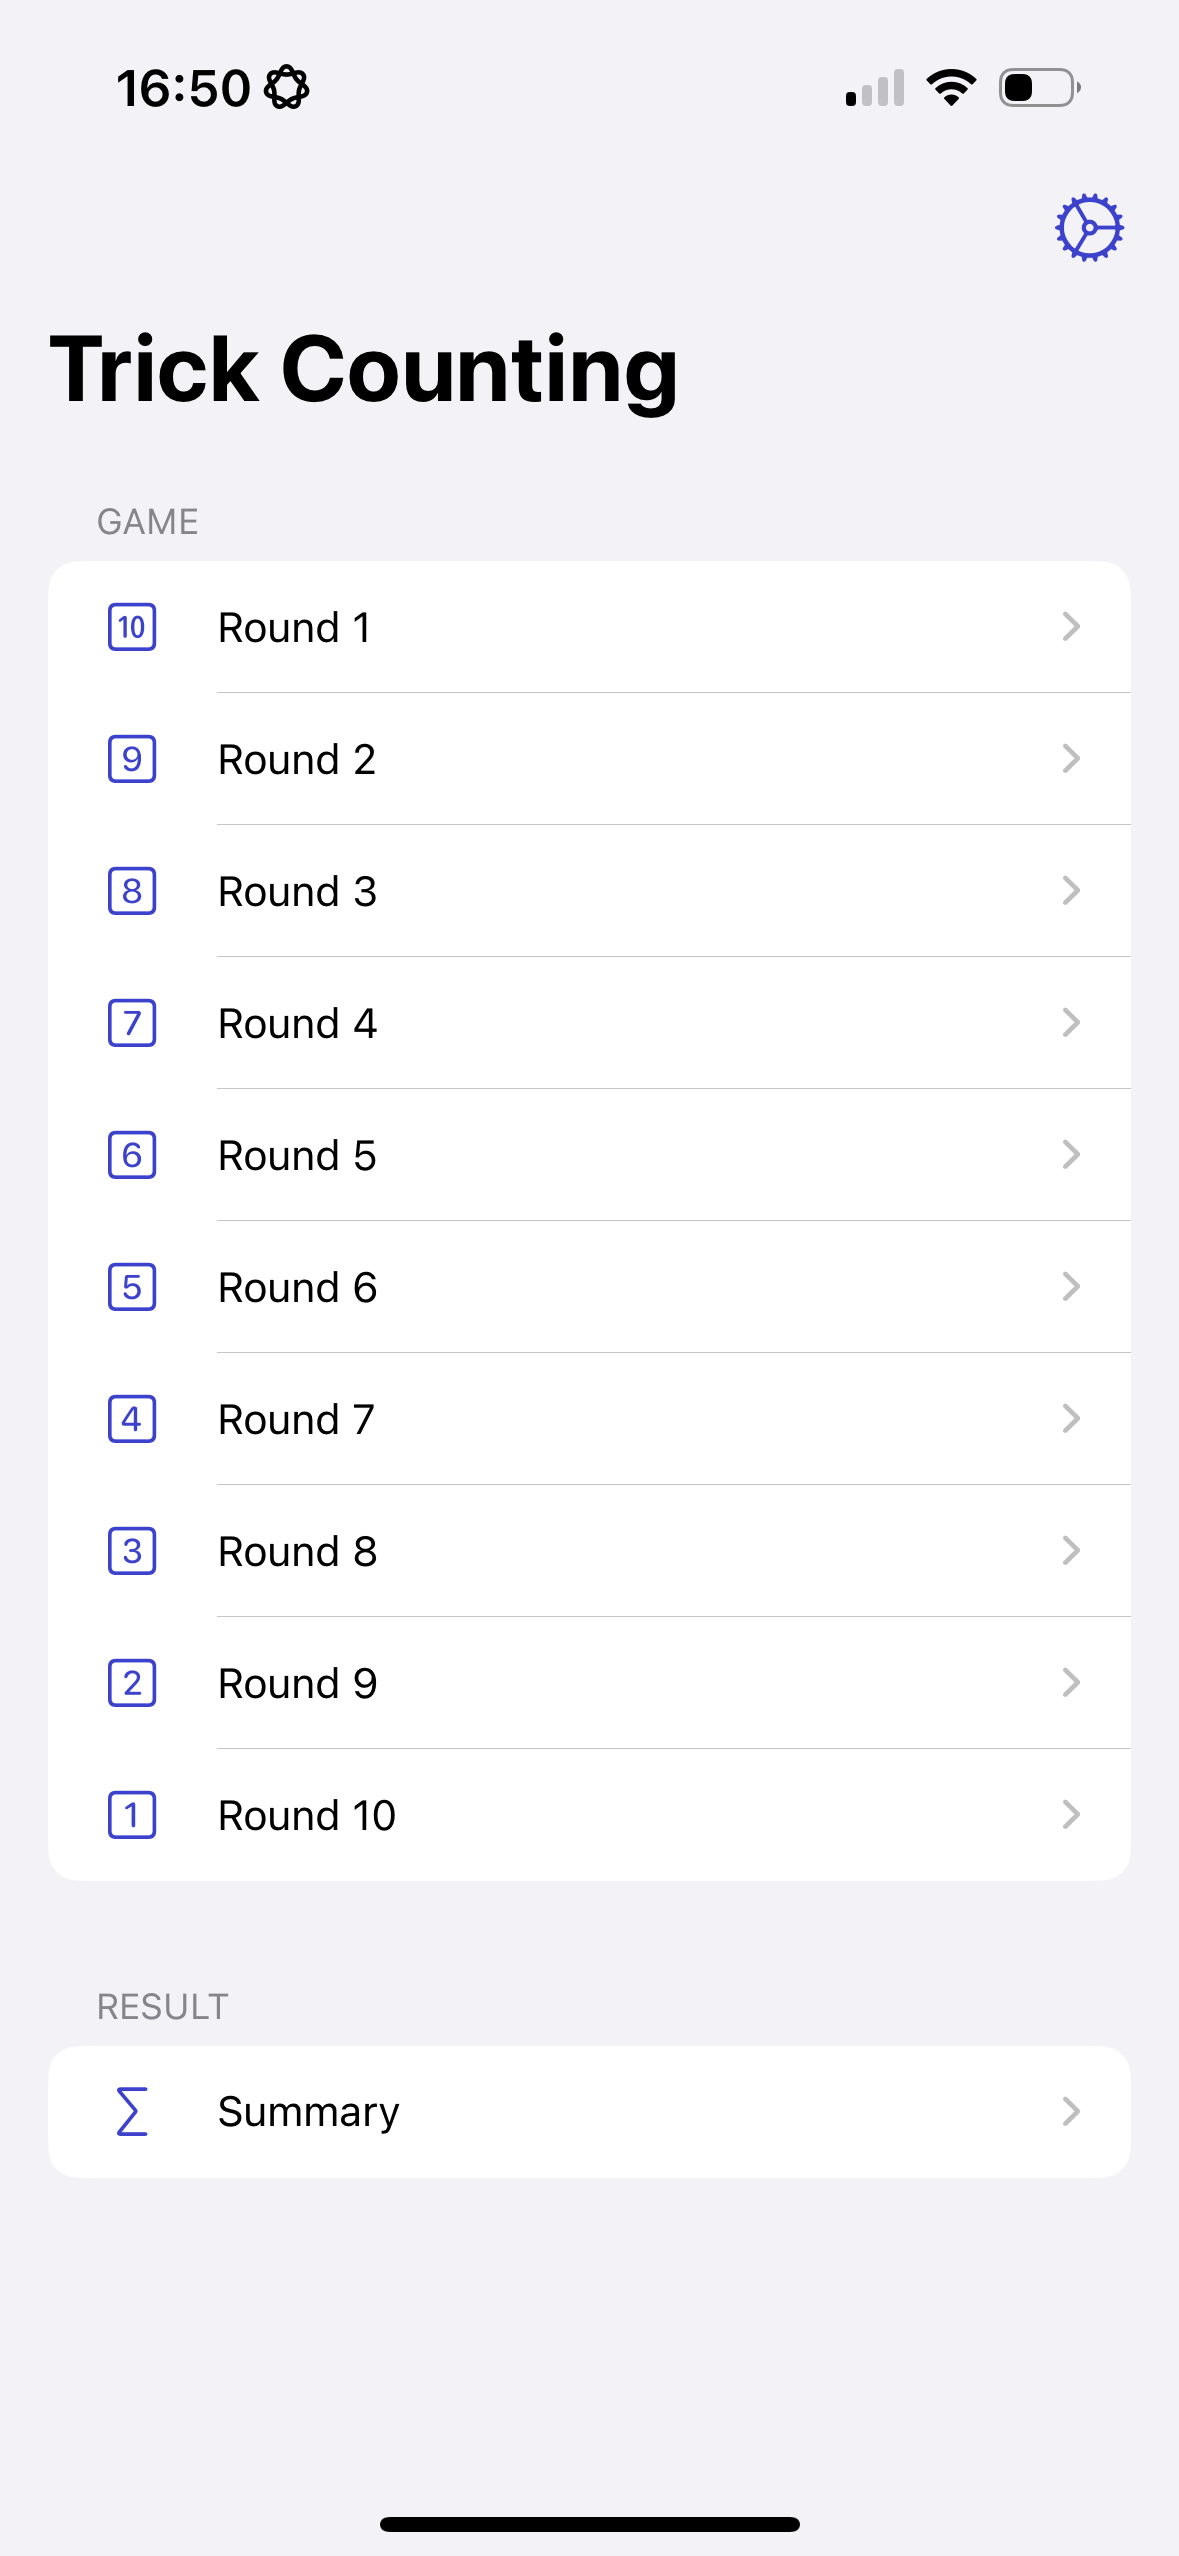 16:50
Trick Counting
GAME
10 Round 1
9 Round 2
8 Round 3
7 Round 4
6 Round 5
5 Round 6
4 Round 7
3 Round 8
2 Round 9
1 Round 10
RESULT
Σ Summary